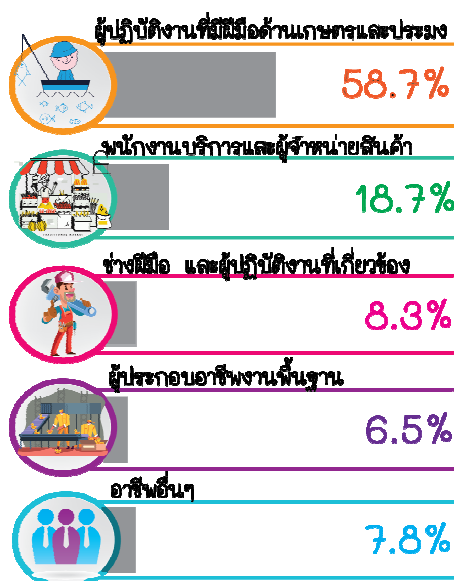 ผู้ปฏิบัติงานที่มีฝีมือด้านเกษตรและประมง
58.7%
พนักงานบริการและผู้จำหน่ายสินค้า
18.7%
ช่างฝีมือ และผู้ปฏิบัติงานที่เกี่ยวข้อง
8.3%
ผู้ประกอบอาชีพงานพื้นฐาน
6.5%
อาชีพอื่นๆ
7.8%